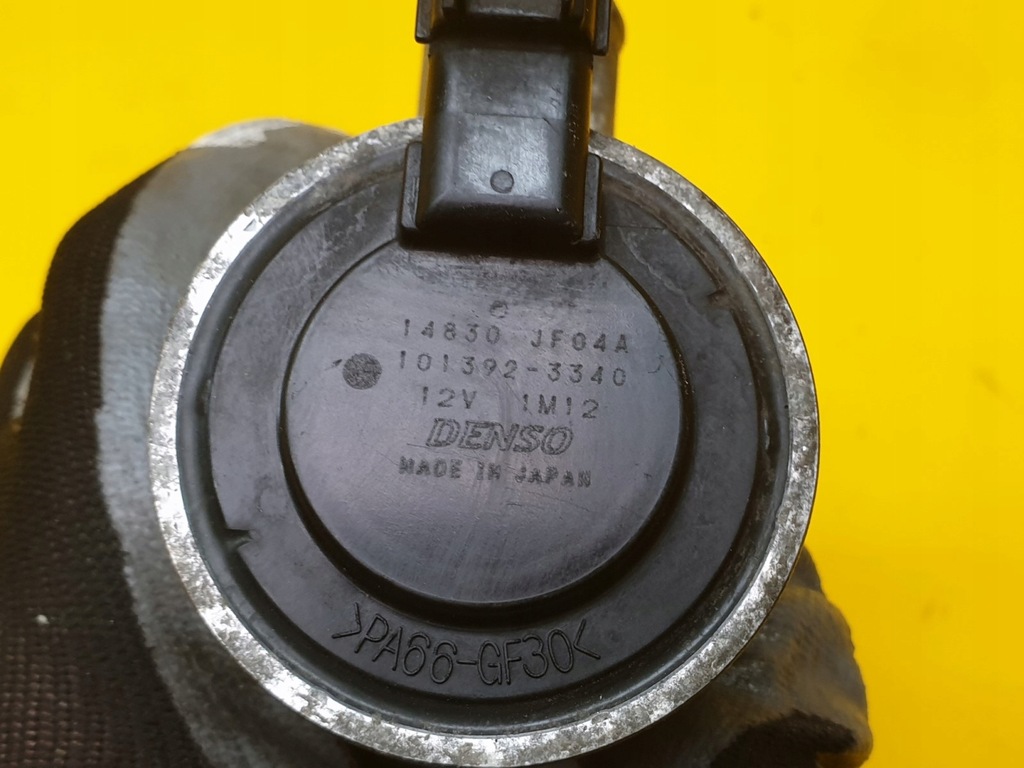 14830 JF04A
101392-3340
12V 1M12
DENSO
MADE IN JAPAN
>PA66-GF30<